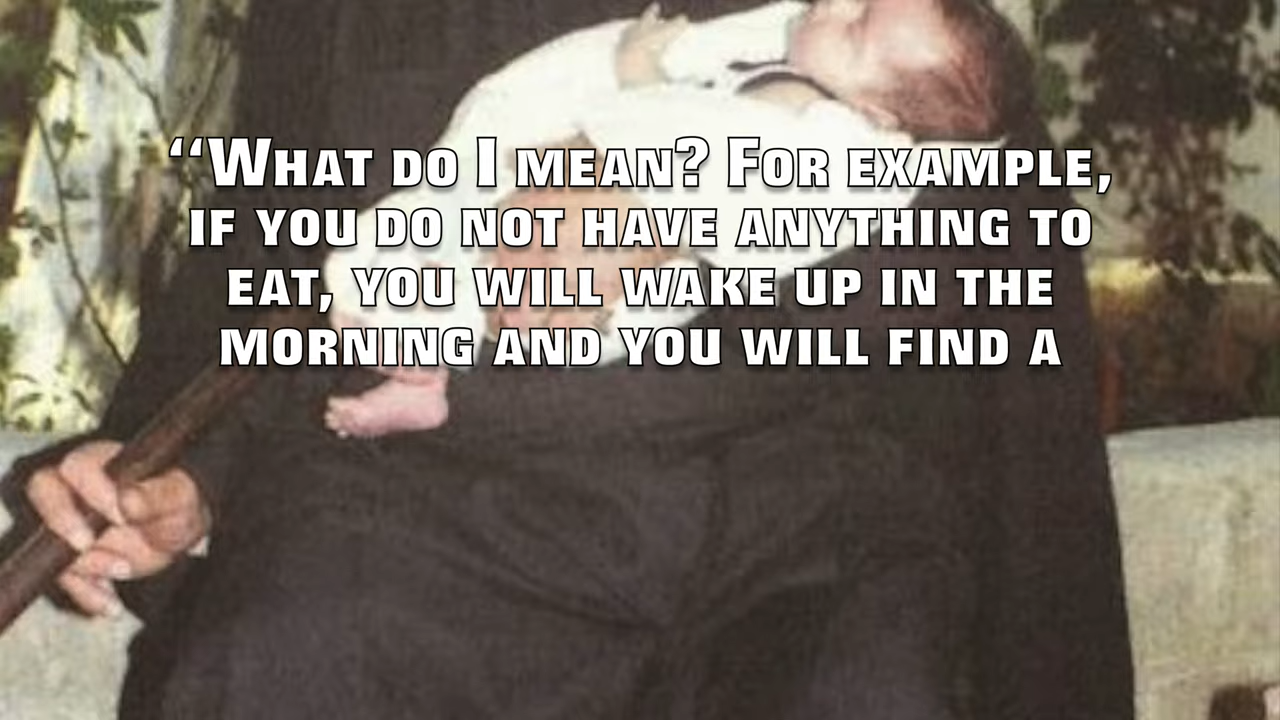 “What do I mean? For example,
if you do not have anything to
eat, you will wake up in the
morning and you will find a